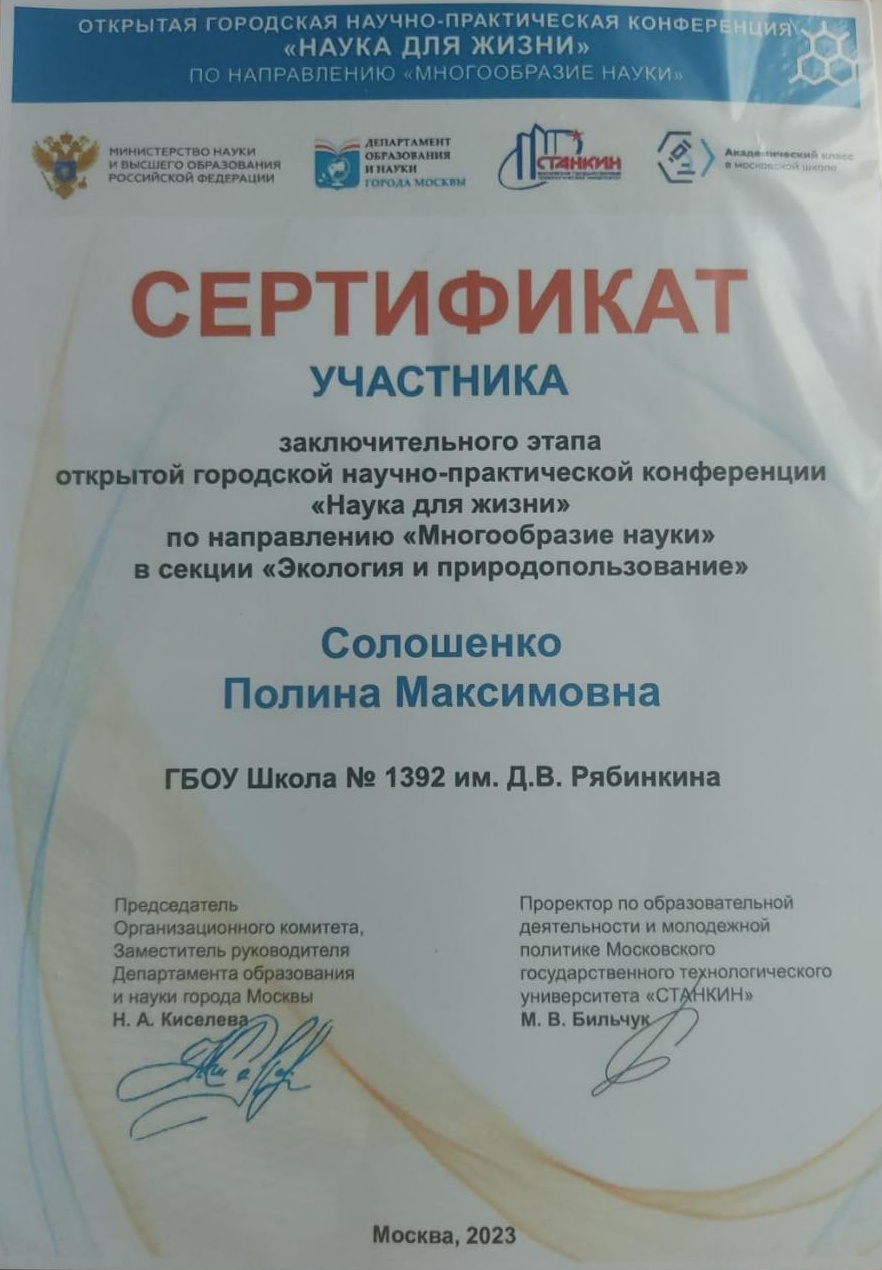 ОТКРЫТАЯ ГОРОДСКАЯ НАУЧНО-ПРАКТИЧЕСКАЯ КОНФЕРЕНЦИЯ
«НАУКА ДЛЯ ЖИЗНИ»
ПО НАПРАВЛЕНИЮ «МНОГООБРАЗИЕ НАУКИ»
МИНИСТЕРСТВО НАУКИ
И ВЫСШЕГО ОБРАЗОВАНИЯ
РОССИЙСКОЙ ФЕДЕРАЦИИ
ДЕПАРТАМЕНТ
ОБРАЗОВАНИЯ
И НАУКИ
ГОРОДА МОСКВЫ
СТАНКИН
Академический класс
в московской школе
СЕРТИФИКАТ
УЧАСТНИКА
заключительного этапа
открытой городской научно-практической конференции
«Наука для жизни»
по направлению «Многообразие науки»
в секции «Экология и природопользование»
Солошенко
Полина Максимовна
ГБОУ Школа № 1392 им. Д.В. Рябинкина
Председатель
Организационного комитета,
Заместитель руководителя
Департамента образования
и науки города Москвы
Н. А. Киселева
Проректор по образовательной
деятельности и молодежной
политике Московского
государственного технологического
университета «СТАНКИН»
М. В. Бильчук
Москва, 2023